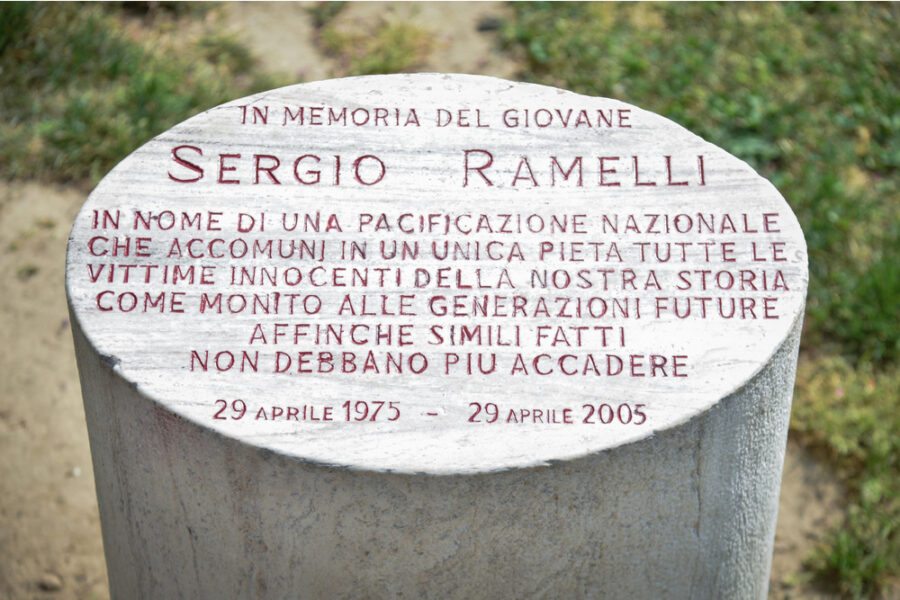 IN MEMORIA DEL GIOVANE
SERGIO RAMELLI
IN NOME DI UNA PACIFICAZIONE NAZIONALE
CHE ACCOMUNI IN UN UNICA PIETA TUTTE LE
VITTIME INNOCENTI DELLA NOSTRA STORIA
COME MONITO ALLE GENERAZIONI FUTURE
AFFINCHE SIMILI FATTI
NON DEBBANO PIU ACCADERE
29 APRILE 1975 - 29 APRILE 2005